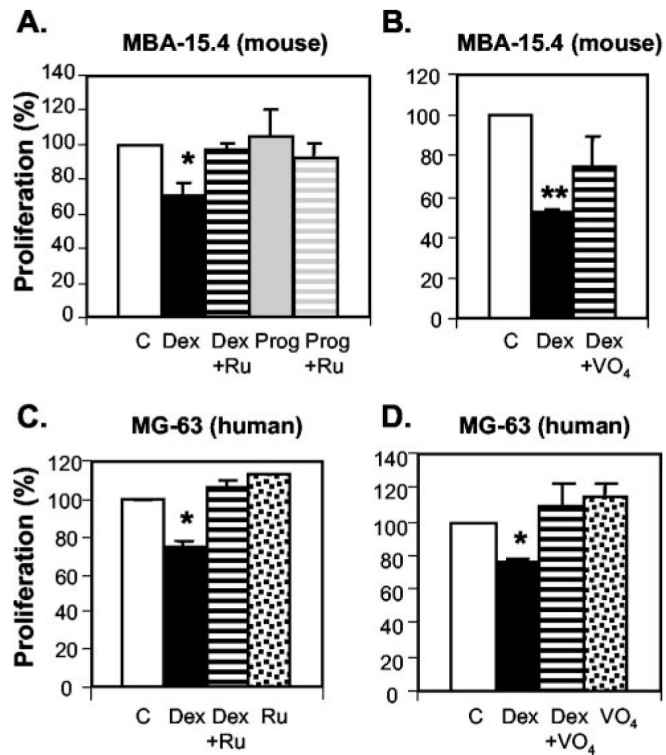 A.
MBA-15.4 (mouse)
Proliferation (%)
140
120
100
80
60
40
20
0
*
C Dex Dex Prog Prog
+Ru +Ru
B.
MBA-15.4 (mouse)
120
100
80
60
40
20
0
**
C Dex Dex
+VO₄
C.
MG-63 (human)
Proliferation (%)
120
100
80
60
40
20
0
*
C Dex Dex Ru
+Ru
D.
MG-63 (human)
140
120
100
80
60
40
20
0
*
C Dex Dex VO₄
+VO₄